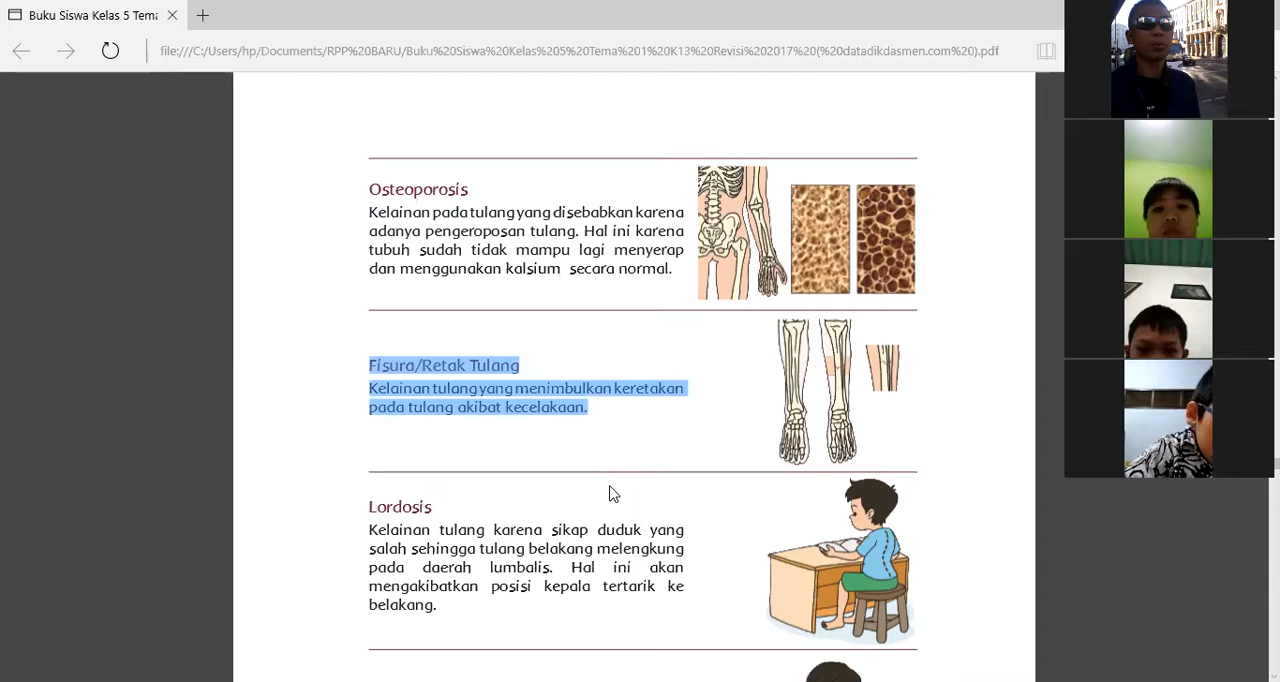 Buku Siswa Kelas 5 Tema
file:///C:/Users/hp/Documents/RPP%20BARU/Buku%20Siswa%20Kelas%205%20Tema%201%20K13%20Revisi%202017%20(%20datadikdasmen.com%20).pdf
Osteoporosis
Kelainan pada tulang yang disebabkan karena
adanya pengeroposan tulang. Hal ini karena
tubuh sudah tidak mampu lagi menyerap
dan menggunakan kalsium secara normal.
Fisura/Retak Tulang
Kelainan tulang yang menimbulkan keretakan
pada tulang akibat kecelakaan.
Lordosis
Kelainan tulang karena sikap duduk yang
salah sehingga tulang belakang melengkung
pada daerah lumbalis. Hal ini akan
mengakibatkan posisi kepala tertarik ke
belakang.